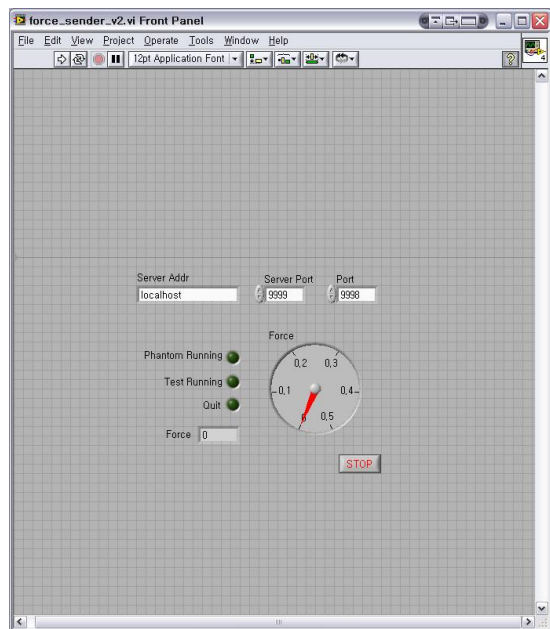 force_sender_v2.vi Front Panel
File Edit View Project Operate Tools Window Help
12pt Application Font
4
Server Addr Server Port Port
localhost 9999 9998
Force
Phantom Running
Test Running
Quit
Force 0
0,2 0,3
0,1 0,4
0 0,5
STOP